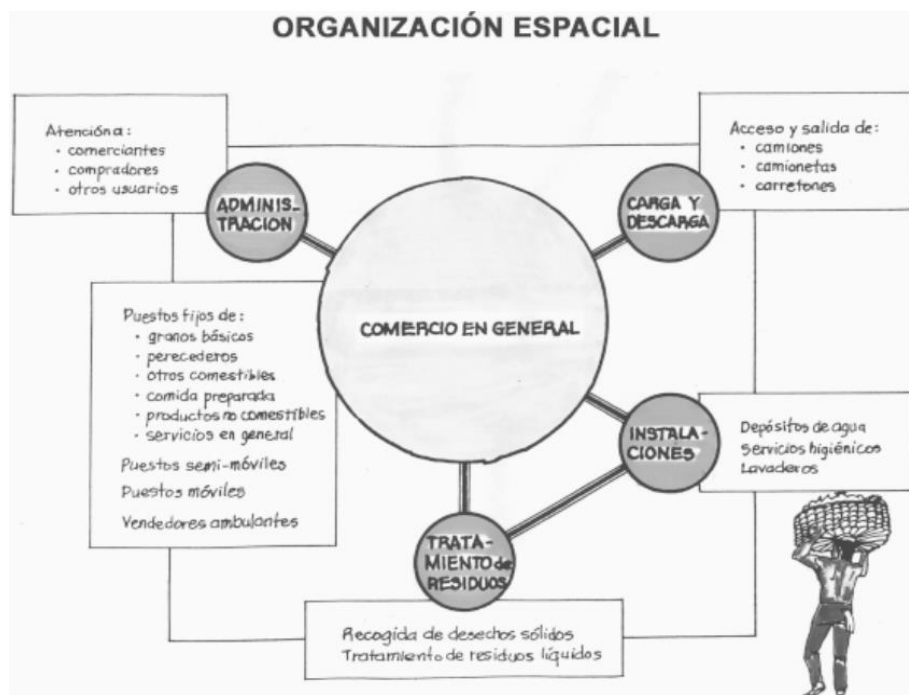 ORGANIZACIÓN ESPACIAL
Atención a:
• comerciantes
• compradores
• otros usuarios
ADMINIS-
TRACION
Acceso y salida de:
• camiones
• camionetas
• carretones
CARGA Y
DESCARGA
COMERCIO EN GENERAL
Puestos fijos de:
• granos básicos
• perecederos
• otros comestibles
• comida preparada
• productos no comestibles
• servicios en general
Puestos semi-móviles
Puestos móviles
Vendedores ambulantes
INSTALA-
CIONES
Depósitos de agua
Servicios higiénicos
Lavaderos
TRATA-
MIENTO de
RESIDUOS
Recogida de desechos sólidos
Tratamiento de residuos líquidos